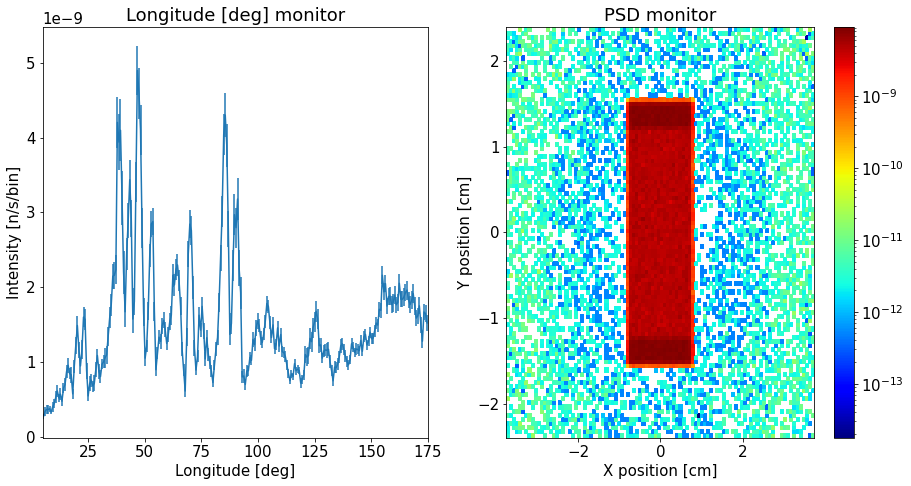 Longitude [deg] monitor
1e−9
Intensity [n/s/bin]
5
4
3
2
1
0
25 50 75 100 125 150 175
Longitude [deg]
PSD monitor
Y position [cm]
2
1
0
−1
−2
−2 0 2
X position [cm]
10⁻⁹
10⁻¹⁰
10⁻¹¹
10⁻¹²
10⁻¹³